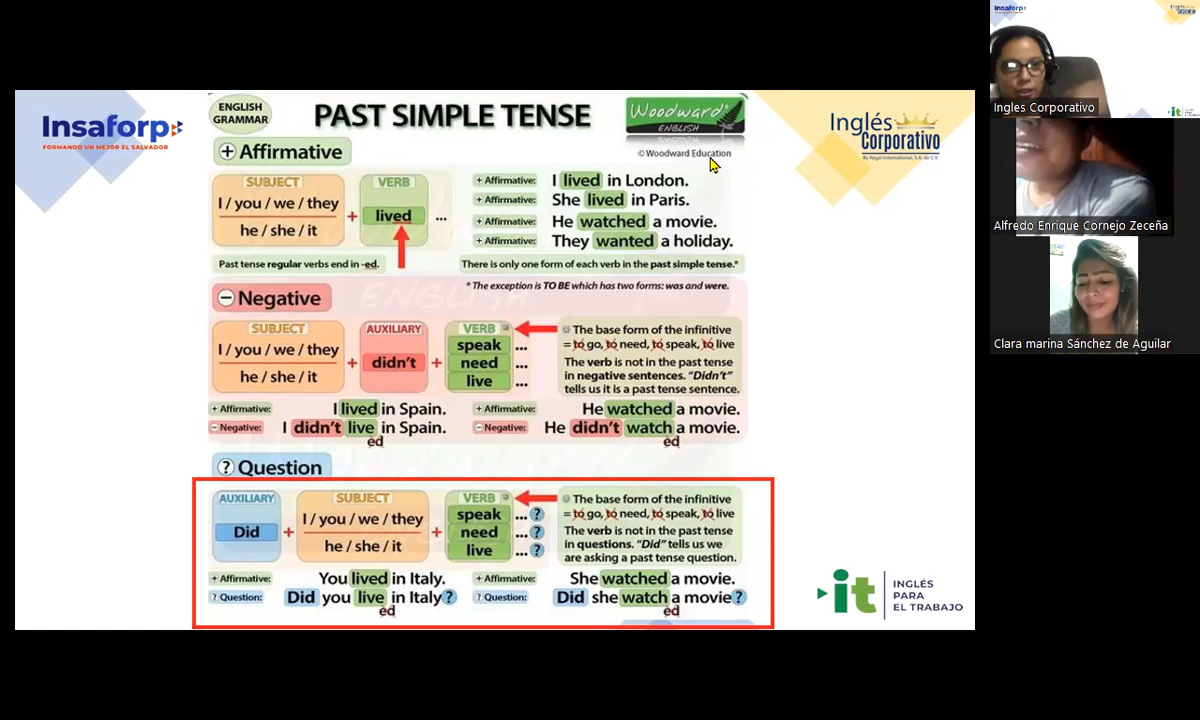 Insaforp
FORMANDO UN MEJOR EL SALVADOR
ENGLISH
GRAMMAR
PAST SIMPLE TENSE
Woodward®
ENGLISH
© Woodward Education
Inglés
Corporativo
By Regal International, S.A. de C.V.
+ Affirmative
SUBJECT
I / you / we / they
he / she / it
+
VERB
lived
...
+ Affirmative: I lived in London.
+ Affirmative: She lived in Paris.
+ Affirmative: He watched a movie.
+ Affirmative: They wanted a holiday.
Past tense regular verbs end in -ed.
There is only one form of each verb in the past simple tense.*
* The exception is TO BE which has two forms: was and were.
− Negative
SUBJECT
I / you / we / they
he / she / it
+
AUXILIARY
didn't
+
VERB
speak ...
need ...
live ...
The base form of the infinitive
= to go, to need, to speak, to live
The verb is not in the past tense
in negative sentences. "Didn't"
tells us it is a past tense sentence.
+ Affirmative: I lived in Spain.
− Negative: I didn't live in Spain.
ed
+ Affirmative: He watched a movie.
− Negative: He didn't watch a movie.
ed
? Question
AUXILIARY
Did
+
SUBJECT
I / you / we / they
he / she / it
+
VERB
speak ... ?
need ... ?
live ... ?
The base form of the infinitive
= to go, to need, to speak, to live
The verb is not in the past tense
in questions. "Did" tells us we
are asking a past tense question.
+ Affirmative: You lived in Italy.
? Question: Did you live in Italy?
ed
+ Affirmative: She watched a movie.
? Question: Did she watch a movie?
ed
it
INGLÉS
PARA
EL TRABAJO
Insaforp
Inglés
Corporativo
it
Ingles Corporativo
Alfredo Enrique Cornejo Zeceña
Clara marina Sánchez de Aguilar